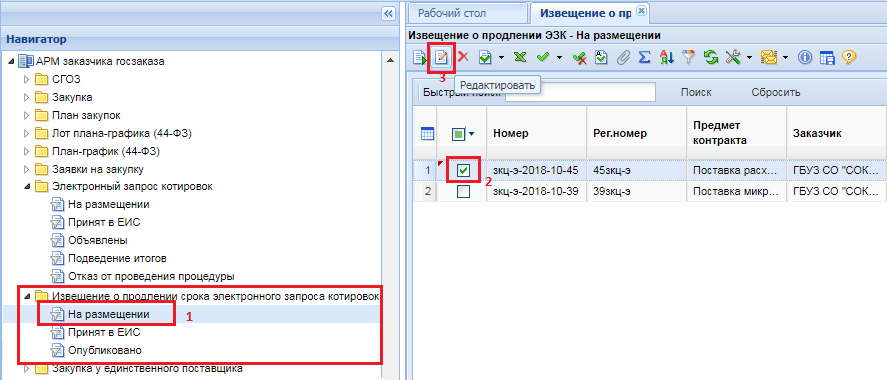 Рабочий стол
Извещение о пр
Навигатор
Извещение о продлении ЭЗК - На размещении
АРМ заказчика госзаказа
СГОЗ
Закупка
План закупок
Лот плана-графика (44-ФЗ)
План-график (44-ФЗ)
Заявки на закупку
Электронный запрос котировок
На размещении
Принят в ЕИС
Объявлены
Подведение итогов
Отказ от проведения процедуры
Извещение о продлении срока электронного запроса котировок
На размещении
1
Принят в ЕИС
Опубликовано
Закупка у единственного поставщика
3
Редактировать
Быстрый поиск
Поиск
Сбросить
Номер
Рег.номер
Предмет контракта
Заказчик
1
зкц-э-2018-10-45
45зкц-э
Поставка расх...
ГБУЗ СО "СОК...
2
2
зкц-э-2018-10-39
39зкц-э
Поставка микр...
ГБУЗ СО "СОК...